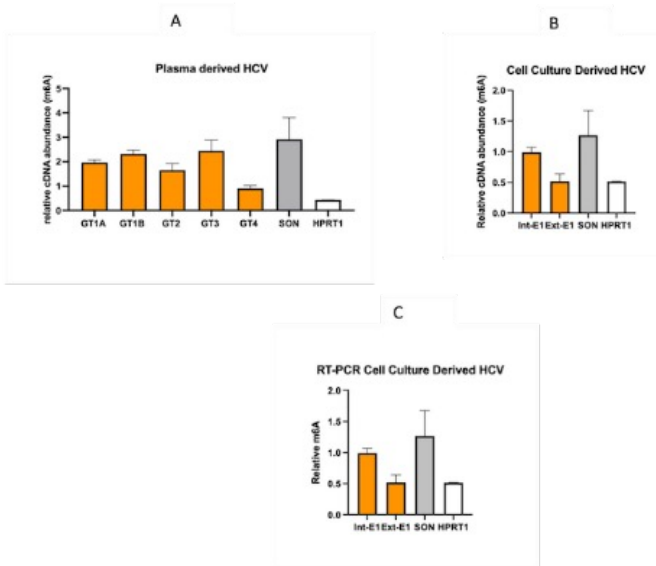 A
Plasma derived HCV
relative cDNA abundance (m6A)
5
4
3
2
1
0
GT1A GT1B GT2 GT3 GT4 SON HPRT1
B
Cell Culture Derived HCV
Relative cDNA abundance (m6A)
2.0
1.5
1.0
0.5
0.0
Int-E1 Ext-E1 SON HPRT1
C
RT-PCR Cell Culture Derived HCV
Relative m6A
2.0
1.5
1.0
0.5
0.0
Int-E1 Ext-E1 SON HPRT1